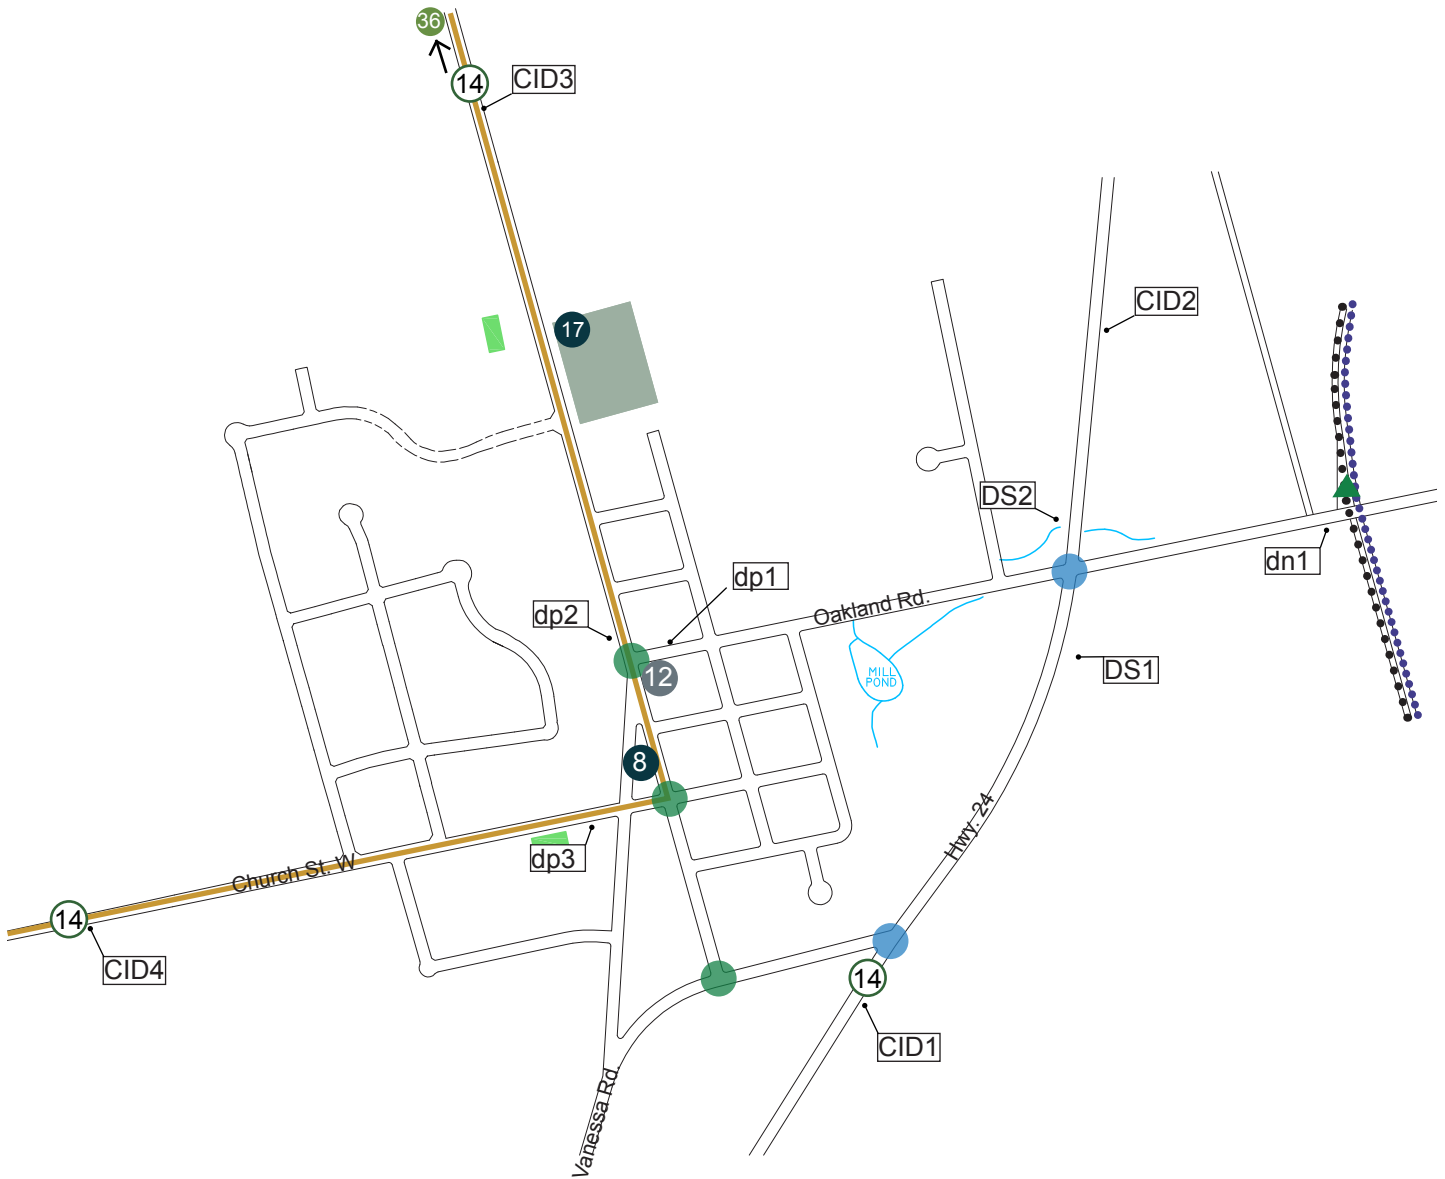 36
14
CID3
17
CID2
DS2
dn1
dp1
dp2
Oakland Rd.
12
MILL
POND
DS1
8
Hwy. 24
dp3
Church St. W
14
CID4
14
CID1
Vanessa Rd.